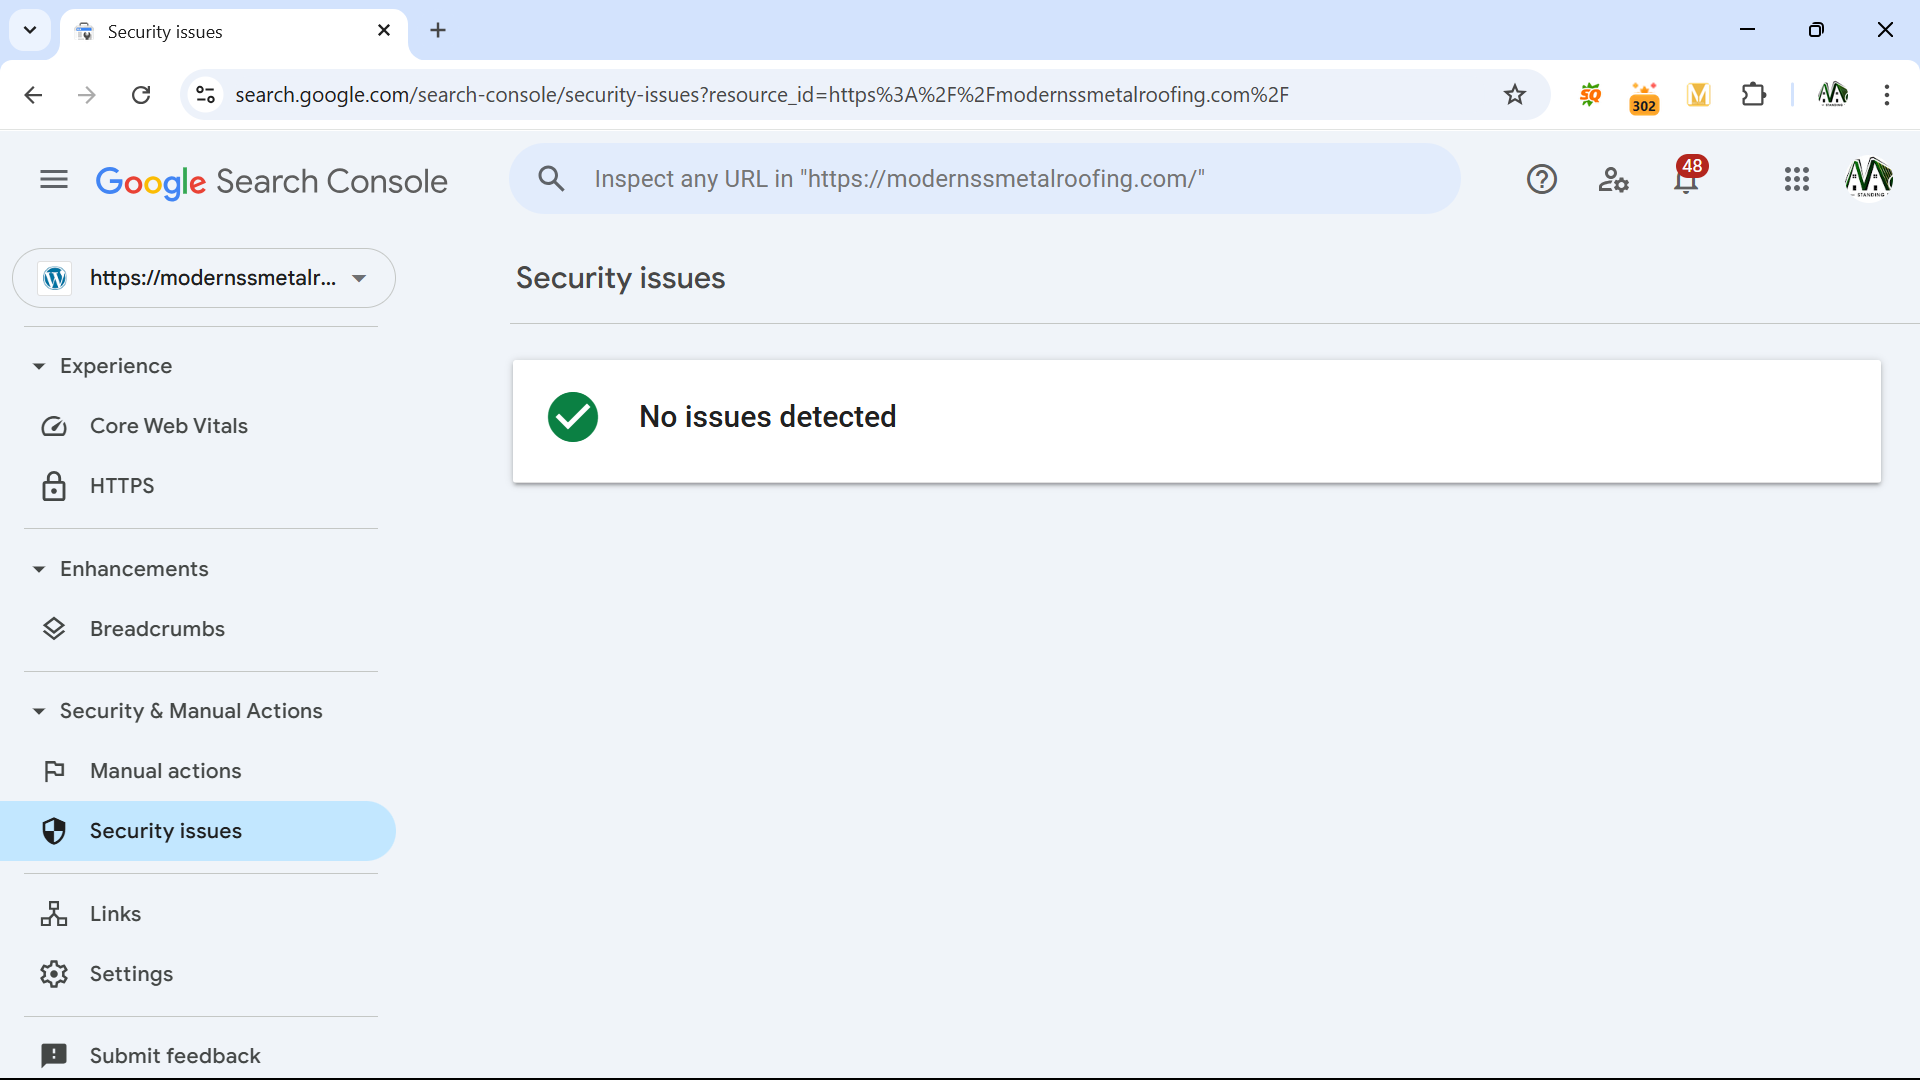 Security issues
search.google.com/search-console/security-issues?resource_id=https%3A%2F%2Fmodernssmetalroofing.com%2F
302
Google Search Console
Inspect any URL in "https://modernssmetalroofing.com/"
48
STANDING
https://modernssmetalr...
Security issues
Experience
No issues detected
Core Web Vitals
HTTPS
Enhancements
Breadcrumbs
Security & Manual Actions
Manual actions
Security issues
Links
Settings
Submit feedback